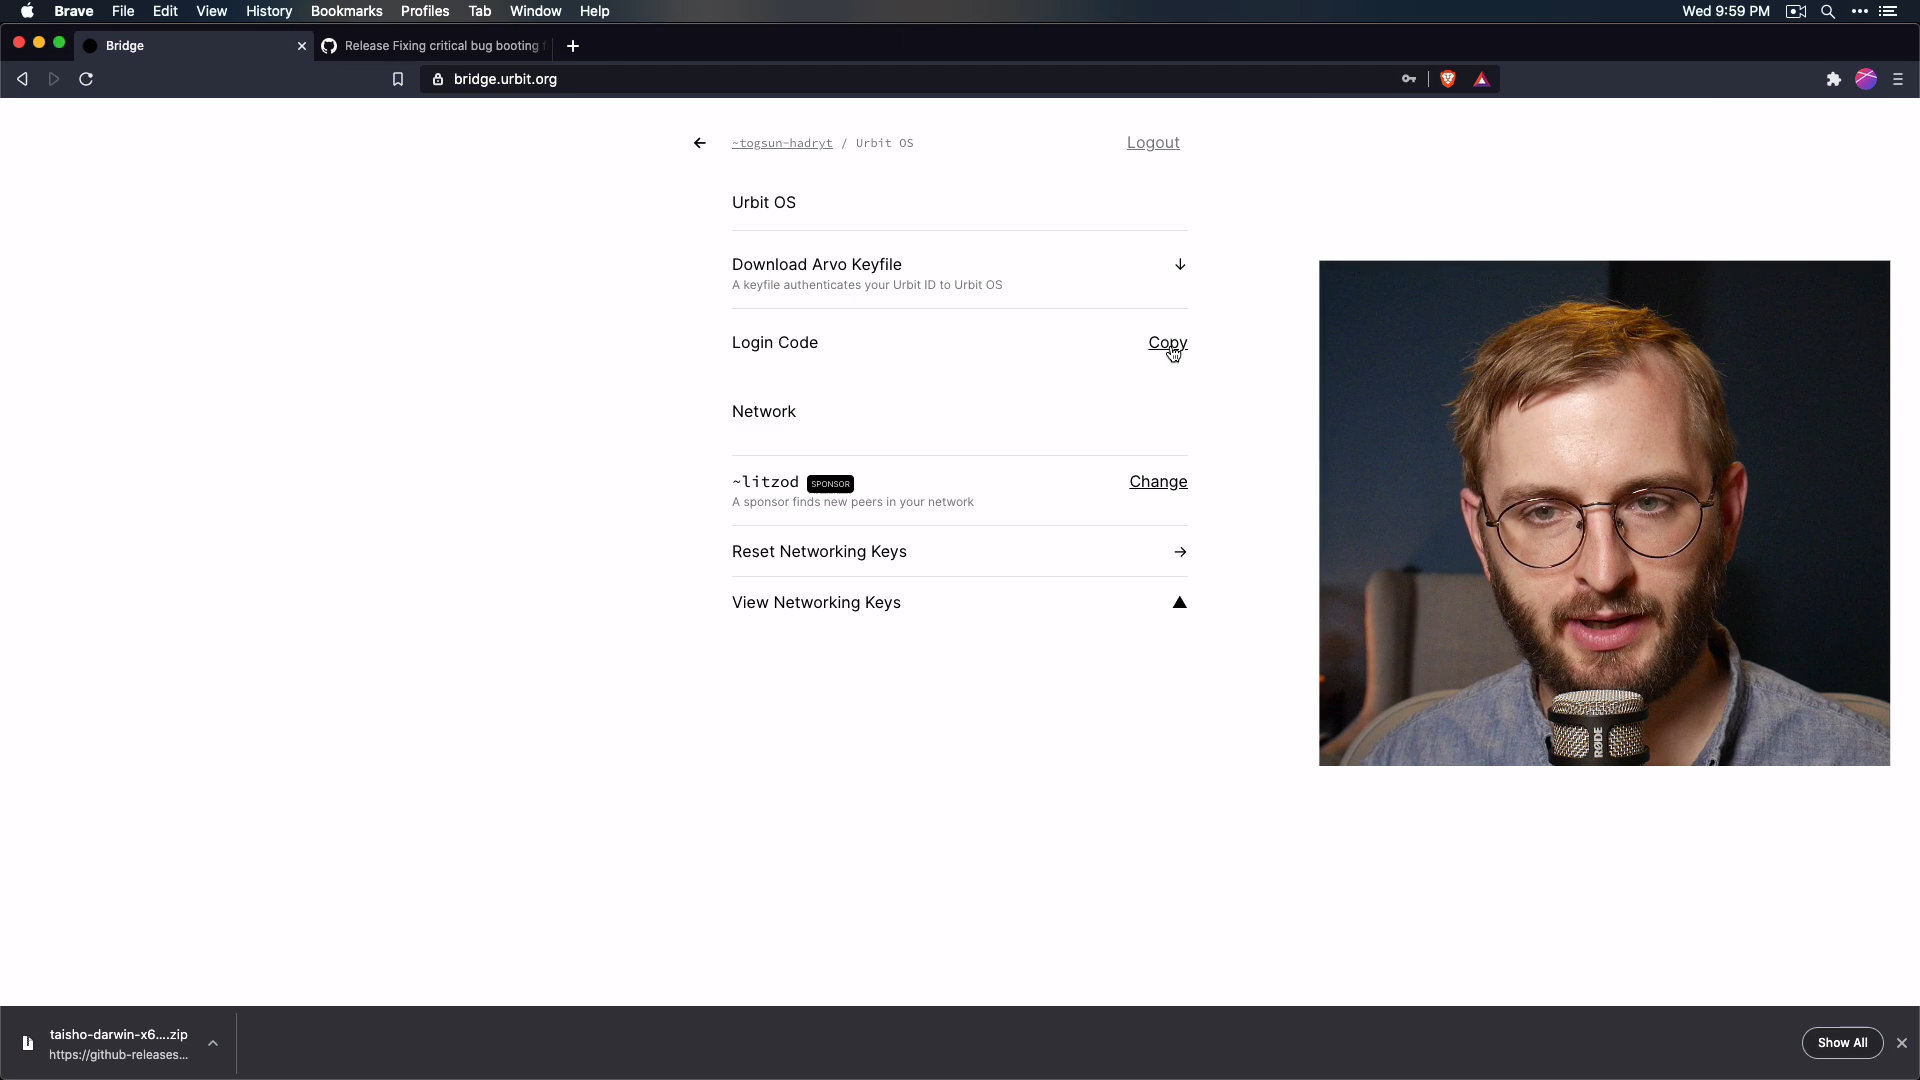 Brave File Edit View History Bookmarks Profiles Tab Window Help Wed 9:59 PM
Bridge Release Fixing critical bug booting
bridge.urbit.org
~togsun-hadryt / Urbit OS Logout
Urbit OS
Download Arvo Keyfile
A keyfile authenticates your Urbit ID to Urbit OS
Login Code Copy
Network
~litzod SPONSOR Change
A sponsor finds new peers in your network
Reset Networking Keys
View Networking Keys
RØDE
taisho-darwin-x6....zip
https://github-releases...
Show All